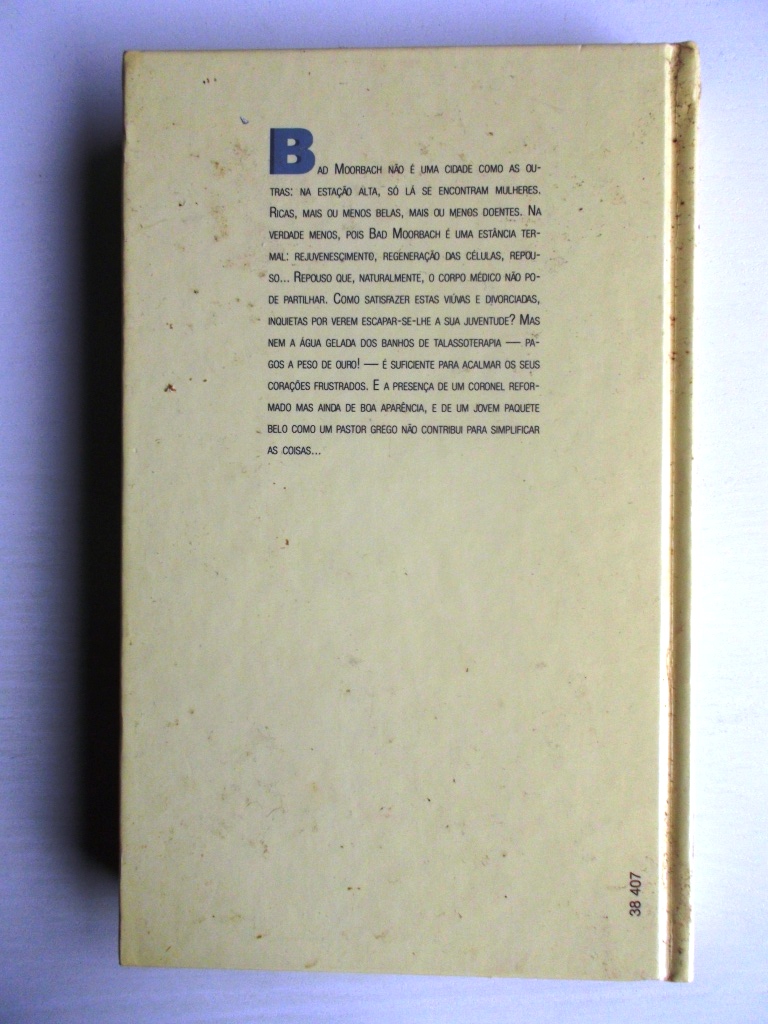 BAD MOORBACH NÃO É UMA CIDADE COMO AS OU-
TRAS: NA ESTAÇÃO ALTA, SÓ LÁ SE ENCONTRAM MULHERES.
RICAS, MAIS OU MENOS BELAS, MAIS OU MENOS DOENTES. NA
VERDADE MENOS, POIS BAD MOORBACH É UMA ESTÂNCIA TER-
MAL: REJUVENESÇIMENTO, REGENERAÇÃO DAS CÉLULAS, REPOU-
SO... REPOUSO QUE, NATURALMENTE, O CORPO MÉDICO NÃO PO-
DE PARTILHAR. COMO SATISFAZER ESTAS VIÚVAS E DIVORCIADAS,
INQUIETAS POR VEREM ESCAPAR-SE-LHE A SUA JUVENTUDE? MAS
NEM A ÁGUA GELADA DOS BANHOS DE TALASSOTERAPIA — PA-
GOS A PESO DE OURO! — É SUFICIENTE PARA ACALMAR OS SEUS
CORAÇÕES FRUSTRADOS. E A PRESENÇA DE UM CORONEL REFOR-
MADO MAS AINDA DE BOA APARÊNCIA, E DE UM JOVEM PAQUETE
BELO COMO UM PASTOR GREGO NÃO CONTRIBUI PARA SIMPLIFICAR
AS COISAS...
38 407